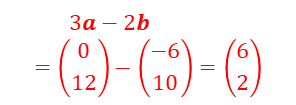 3a − 2b
= (0 12) − (−6 10) = (6 2)